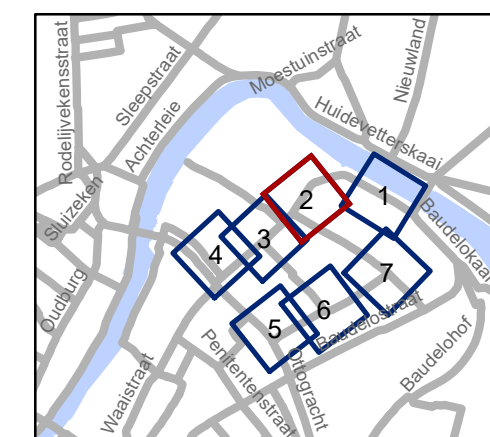 Rodelijvekensstraat
Sleepstraat
Achterleie
Moestuinstraat
Nieuwland
Huidevetterskaai
Sluizeken
Baudelokaai
Oudburg
Baudelostraat
Baudelohof
Waaistraat
Penitentenstraat
Ottogracht
1
2
3
4
5
6
7